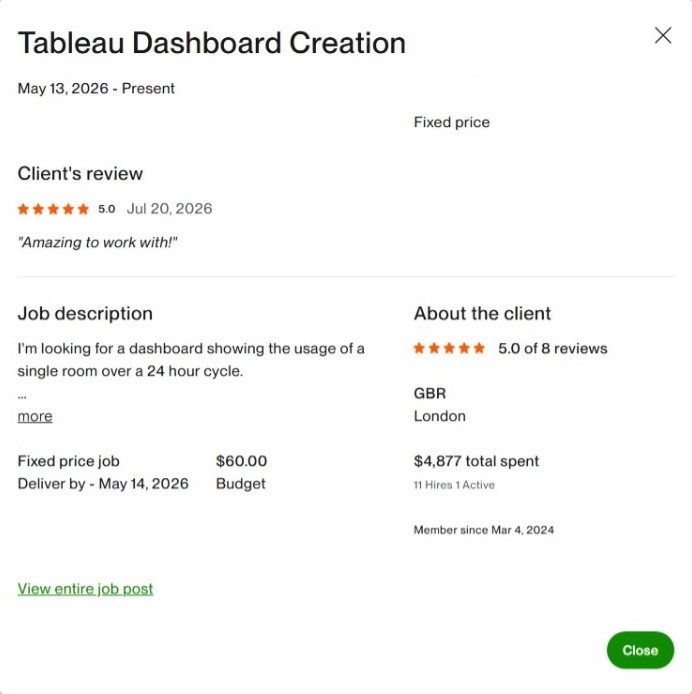 Tableau Dashboard Creation
May 13, 2026 - Present
Fixed price
Client's review
5.0 Jul 20, 2026
"Amazing to work with!"
Job description
I'm looking for a dashboard showing the usage of a
single room over a 24 hour cycle.
...
more
Fixed price job $60.00
Deliver by - May 14, 2026 Budget
About the client
5.0 of 8 reviews
GBR
London
$4,877 total spent
11 Hires 1 Active
Member since Mar 4, 2024
View entire job post
Close